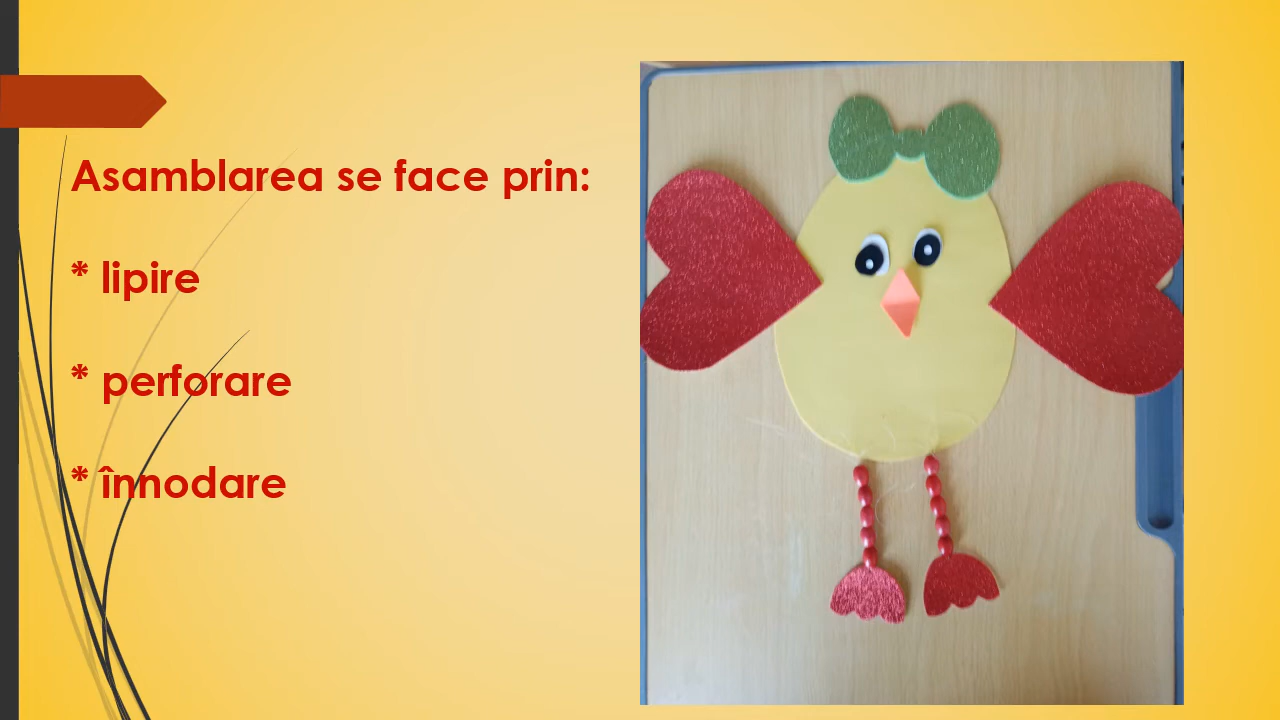 Asamblarea se face prin:
* lipire
* perforare
* înnodare